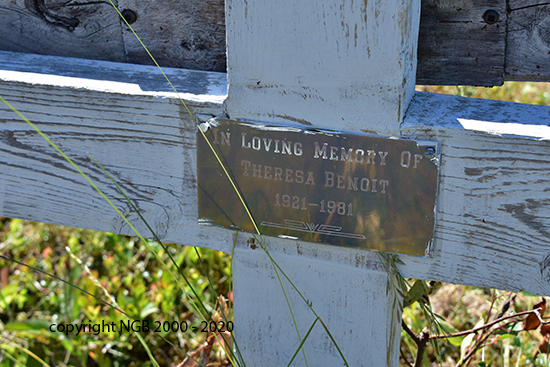 In Loving Memory Of
Theresa Benoit
1921-1981
copyright NGB 2000 - 2020